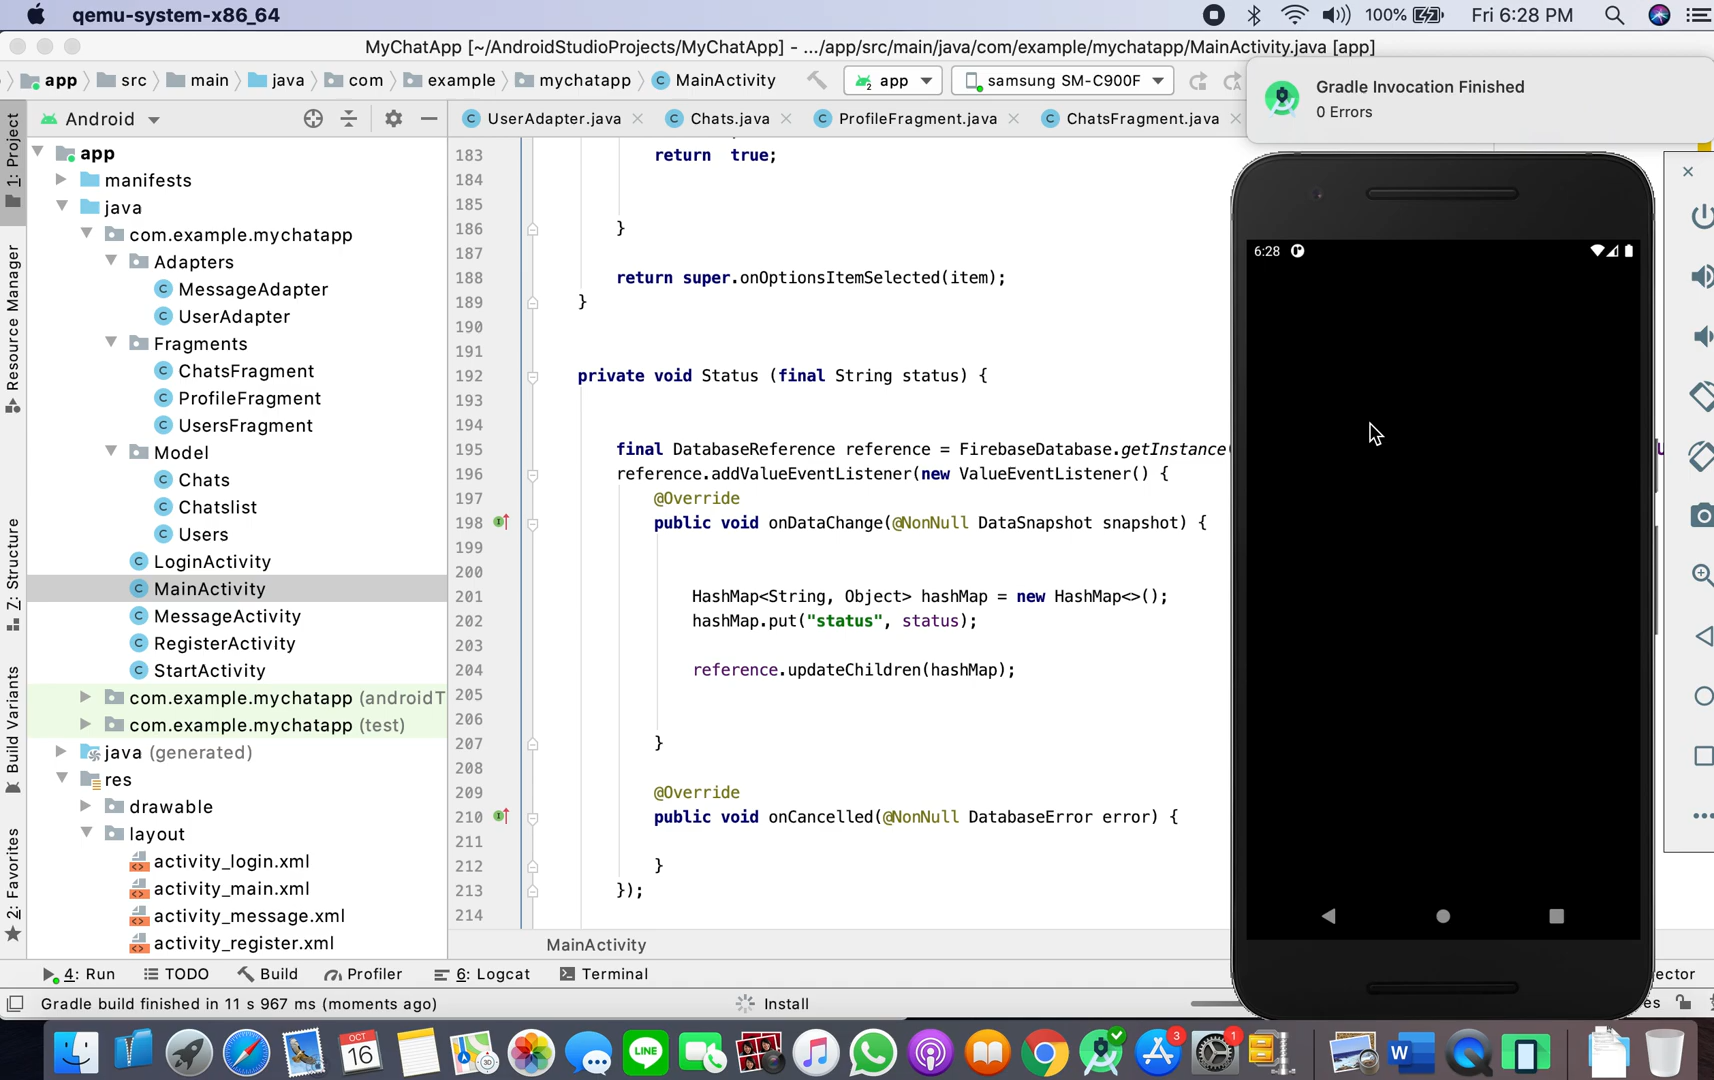 qemu-system-x86_64
100%
Fri 6:28 PM
MyChatApp [~/AndroidStudioProjects/MyChatApp] - .../app/src/main/java/com/example/mychatapp/MainActivity.java [app]
app src main java com example mychatapp MainActivity
app
samsung SM-C900F
Gradle Invocation Finished
0 Errors
Android
UserAdapter.java
Chats.java
ProfileFragment.java
ChatsFragment.java
1: Project
Resource Manager
7: Structure
Build Variants
2: Favorites
app
manifests
java
com.example.mychatapp
Adapters
MessageAdapter
UserAdapter
Fragments
ChatsFragment
ProfileFragment
UsersFragment
Model
Chats
Chatslist
Users
LoginActivity
MainActivity
MessageActivity
RegisterActivity
StartActivity
com.example.mychatapp (androidT
com.example.mychatapp (test)
java (generated)
res
drawable
layout
activity_login.xml
activity_main.xml
activity_message.xml
activity_register.xml
183 return true;
184
185
186 }
187
188 return super.onOptionsItemSelected(item);
189 }
190
191
192 private void Status (final String status) {
193
194
195 final DatabaseReference reference = FirebaseDatabase.getInstance
196 reference.addValueEventListener(new ValueEventListener() {
197 @Override
198 public void onDataChange(@NonNull DataSnapshot snapshot) {
199
200
201 HashMap<String, Object> hashMap = new HashMap<>();
202 hashMap.put("status", status);
203
204 reference.updateChildren(hashMap);
205
206
207 }
208
209 @Override
210 public void onCancelled(@NonNull DatabaseError error) {
211
212 }
213 });
214
6:28
MainActivity
4: Run
TODO
Build
Profiler
6: Logcat
Terminal
ector
Gradle build finished in 11 s 967 ms (moments ago)
Install
es
OCT
16
30
LINE
3
1
W